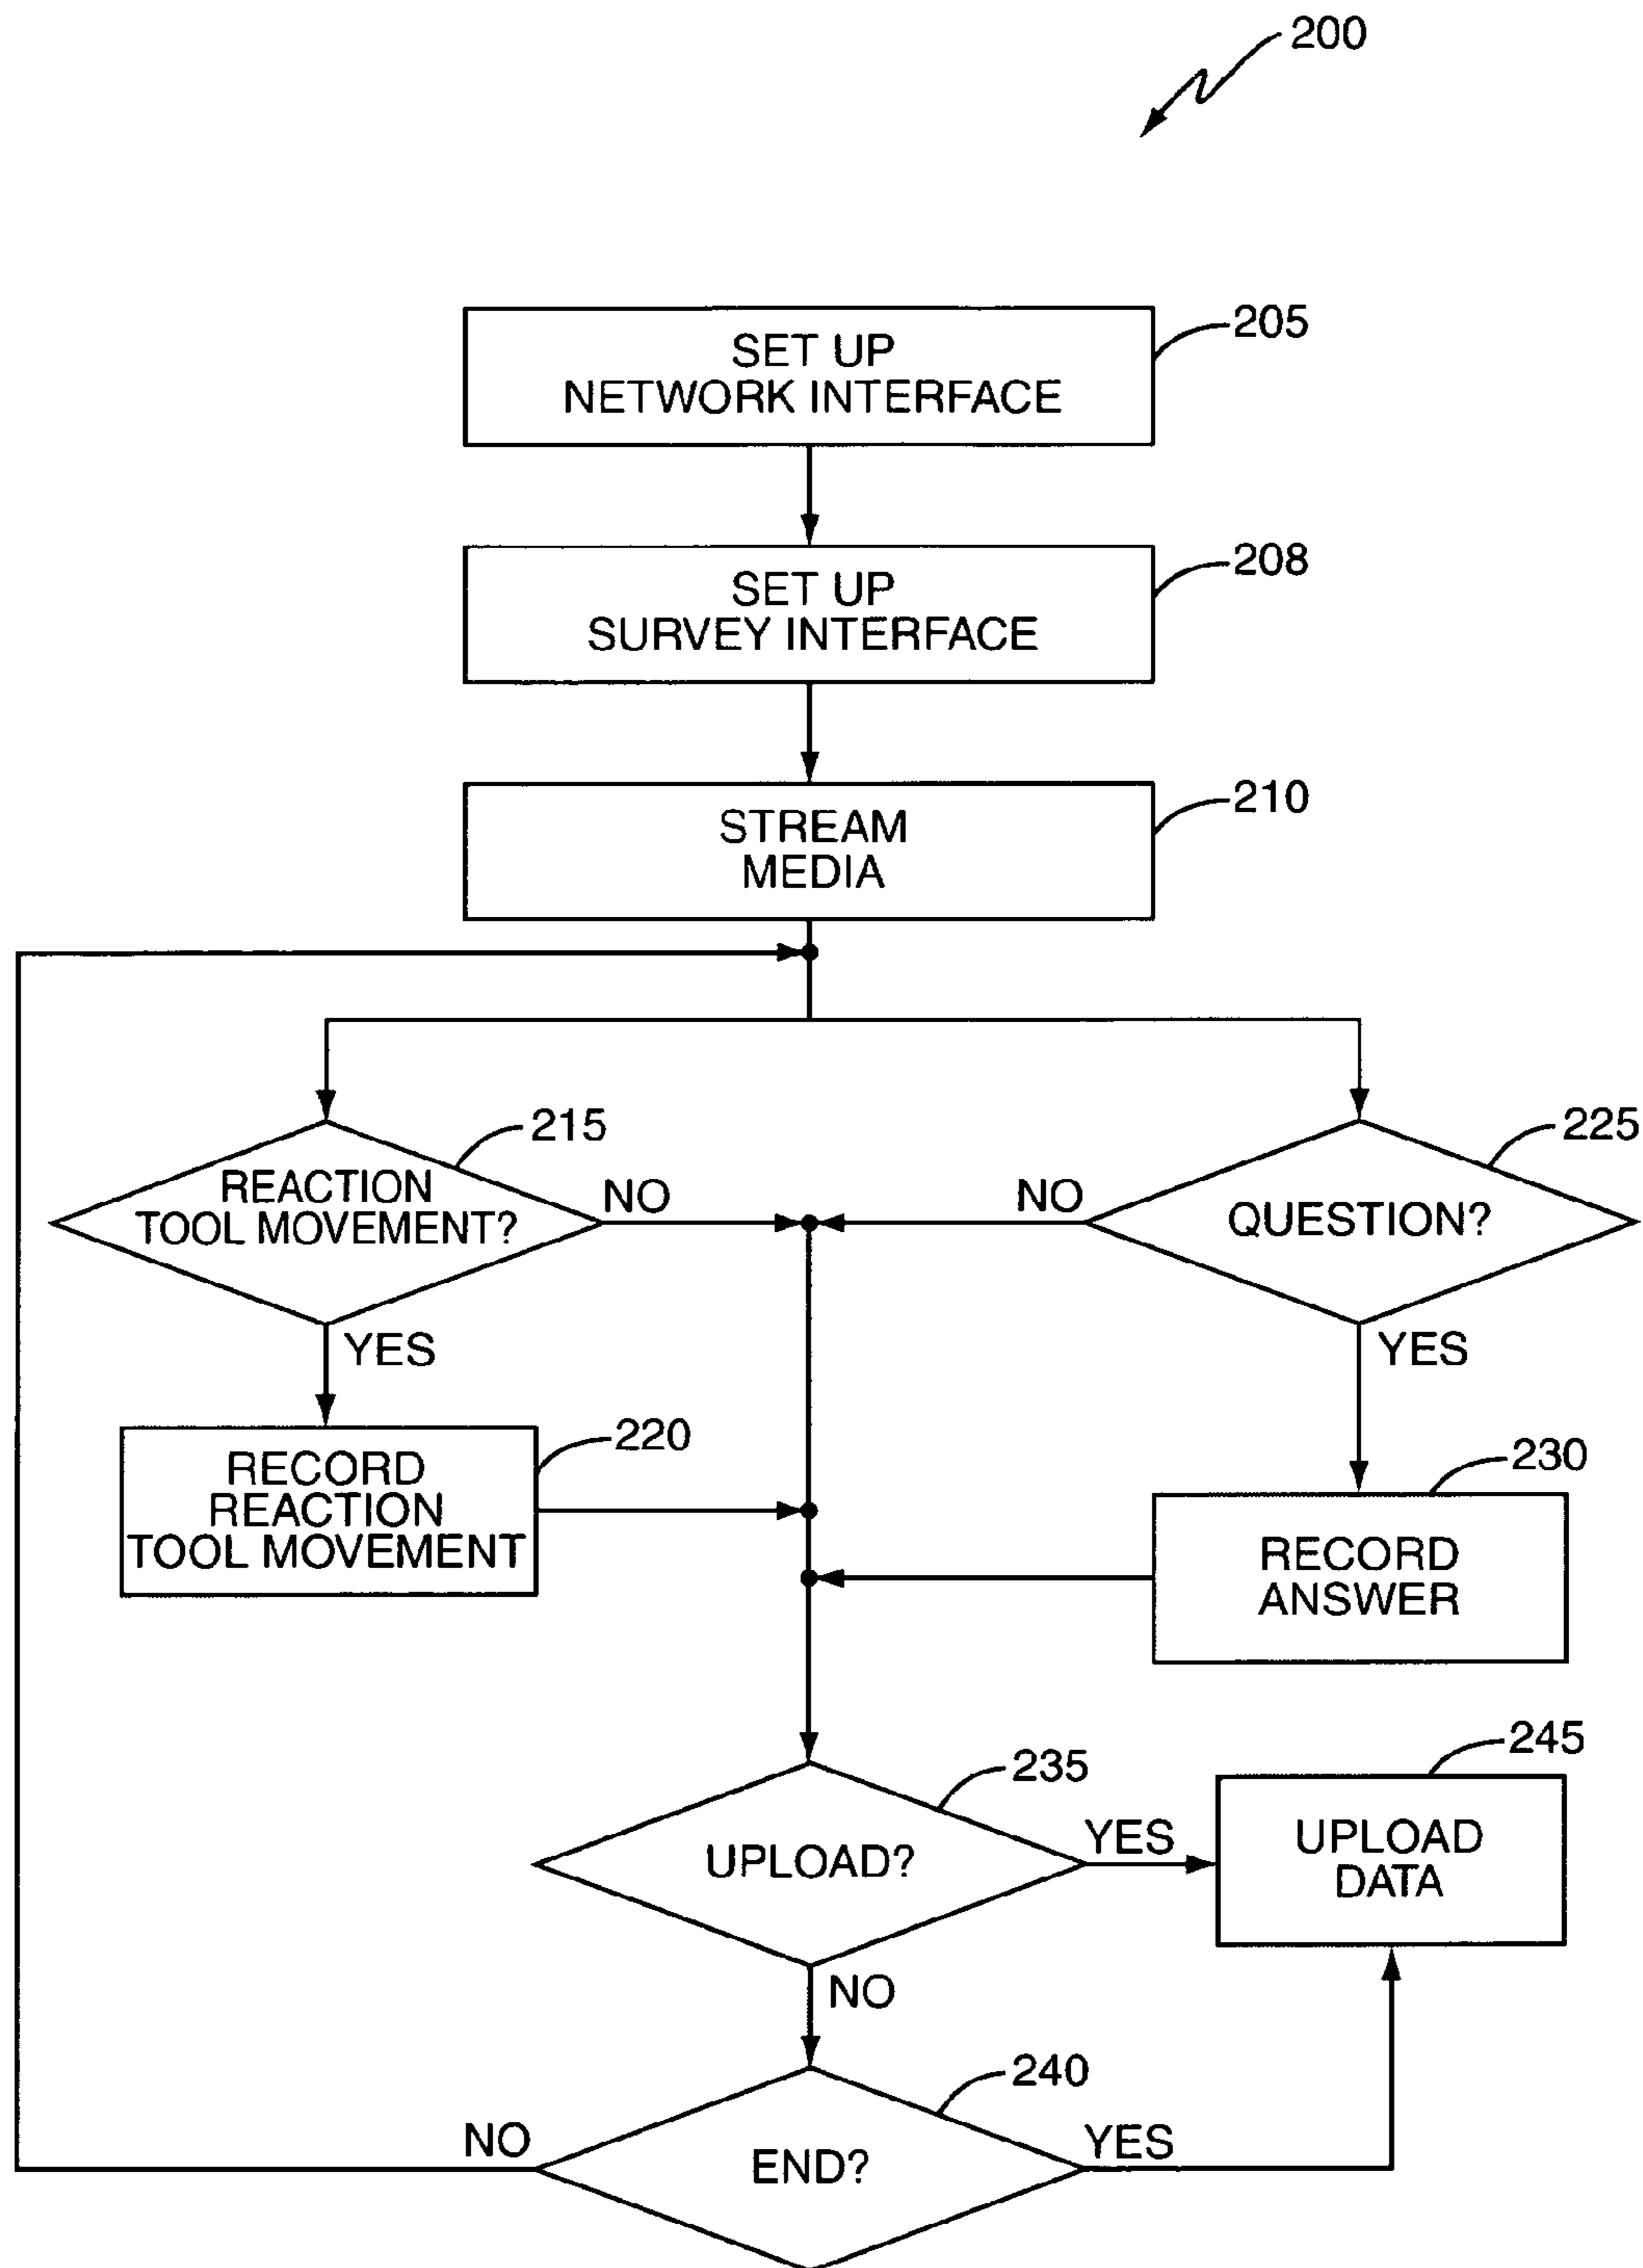 200
SET UP
NETWORK INTERFACE
205
SET UP
SURVEY INTERFACE
208
STREAM
MEDIA
210
REACTION
TOOL MOVEMENT?
215
NO
YES
NO
QUESTION?
225
YES
RECORD
REACTION
TOOL MOVEMENT
220
RECORD
ANSWER
230
UPLOAD?
235
YES
NO
UPLOAD
DATA
245
END?
240
NO
YES